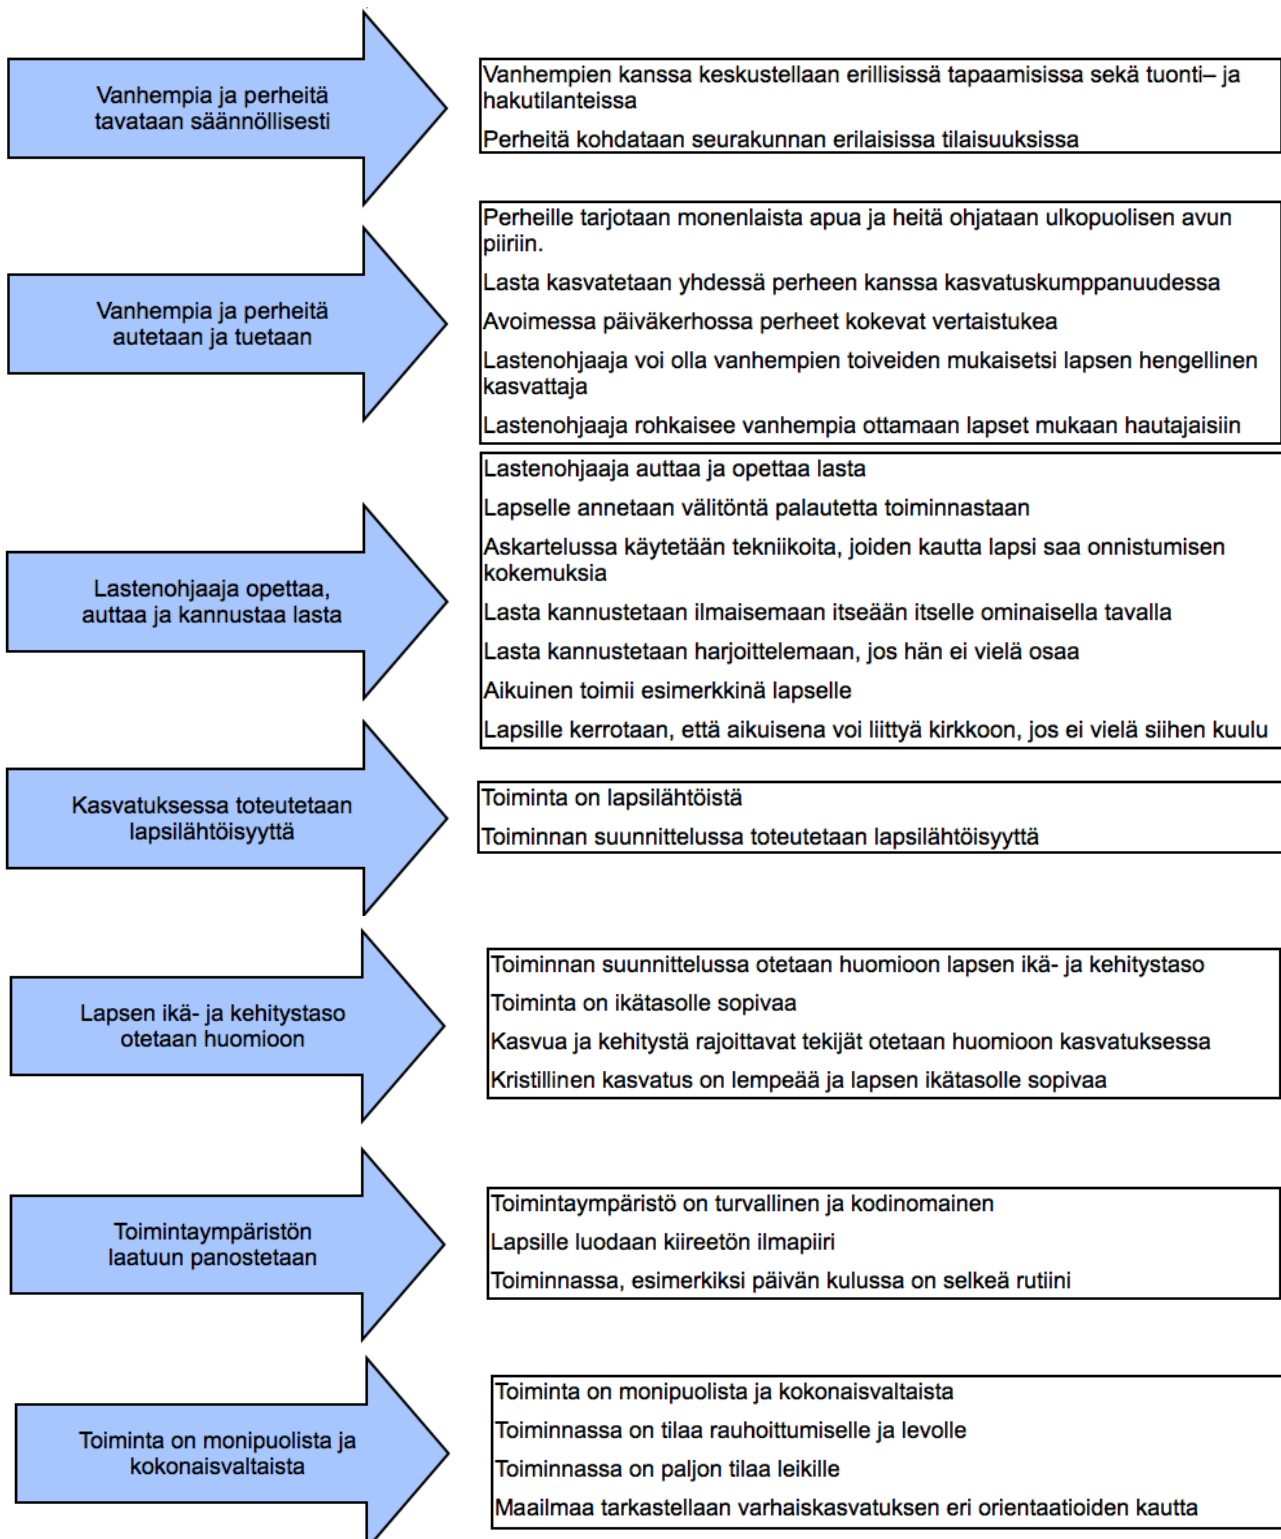 Vanhempia ja perheitä
tavataan säännöllisesti
Vanhempien kanssa keskustellaan erillisissä tapaamisissa sekä tuonti– ja
hakutilanteissa
Perheitä kohdataan seurakunnan erilaisissa tilaisuuksissa
Vanhempia ja perheitä
autetaan ja tuetaan
Perheille tarjotaan monenlaista apua ja heitä ohjataan ulkopuolisen avun
piiriin.
Lasta kasvatetaan yhdessä perheen kanssa kasvatuskumppanuudessa
Avoimessa päiväkerhossa perheet kokevat vertaistukea
Lastenohjaaja voi olla vanhempien toiveiden mukaisetsi lapsen hengellinen
kasvattaja
Lastenohjaaja rohkaisee vanhempia ottamaan lapset mukaan hautajaisiin
Lastenohjaaja opettaa,
auttaa ja kannustaa lasta
Lastenohjaaja auttaa ja opettaa lasta
Lapselle annetaan välitöntä palautetta toiminnastaan
Askartelussa käytetään tekniikoita, joiden kautta lapsi saa onnistumisen
kokemuksia
Lasta kannustetaan ilmaisemaan itseään itselle ominaisella tavalla
Lasta kannustetaan harjoittelemaan, jos hän ei vielä osaa
Aikuinen toimii esimerkkinä lapselle
Lapsille kerrotaan, että aikuisena voi liittyä kirkkoon, jos ei vielä siihen kuulu
Kasvatuksessa toteutetaan
lapsilähtöisyyttä
Toiminta on lapsilähtöistä
Toiminnan suunnittelussa toteutetaan lapsilähtöisyyttä
Lapsen ikä- ja kehitystaso
otetaan huomioon
Toiminnan suunnittelussa otetaan huomioon lapsen ikä- ja kehitystaso
Toiminta on ikätasolle sopivaa
Kasvua ja kehitystä rajoittavat tekijät otetaan huomioon kasvatuksessa
Kristillinen kasvatus on lempeää ja lapsen ikätasolle sopivaa
Toimintaympäristön
laatuun panostetaan
Toimintaympäristö on turvallinen ja kodinomainen
Lapsille luodaan kiireetön ilmapiiri
Toiminnassa, esimerkiksi päivän kulussa on selkeä rutiini
Toiminta on monipuolista ja
kokonaisvaltaista
Toiminta on monipuolista ja kokonaisvaltaista
Toiminnassa on tilaa rauhoittumiselle ja levolle
Toiminnassa on paljon tilaa leikille
Maailmaa tarkastellaan varhaiskasvatuksen eri orientaatioiden kautta